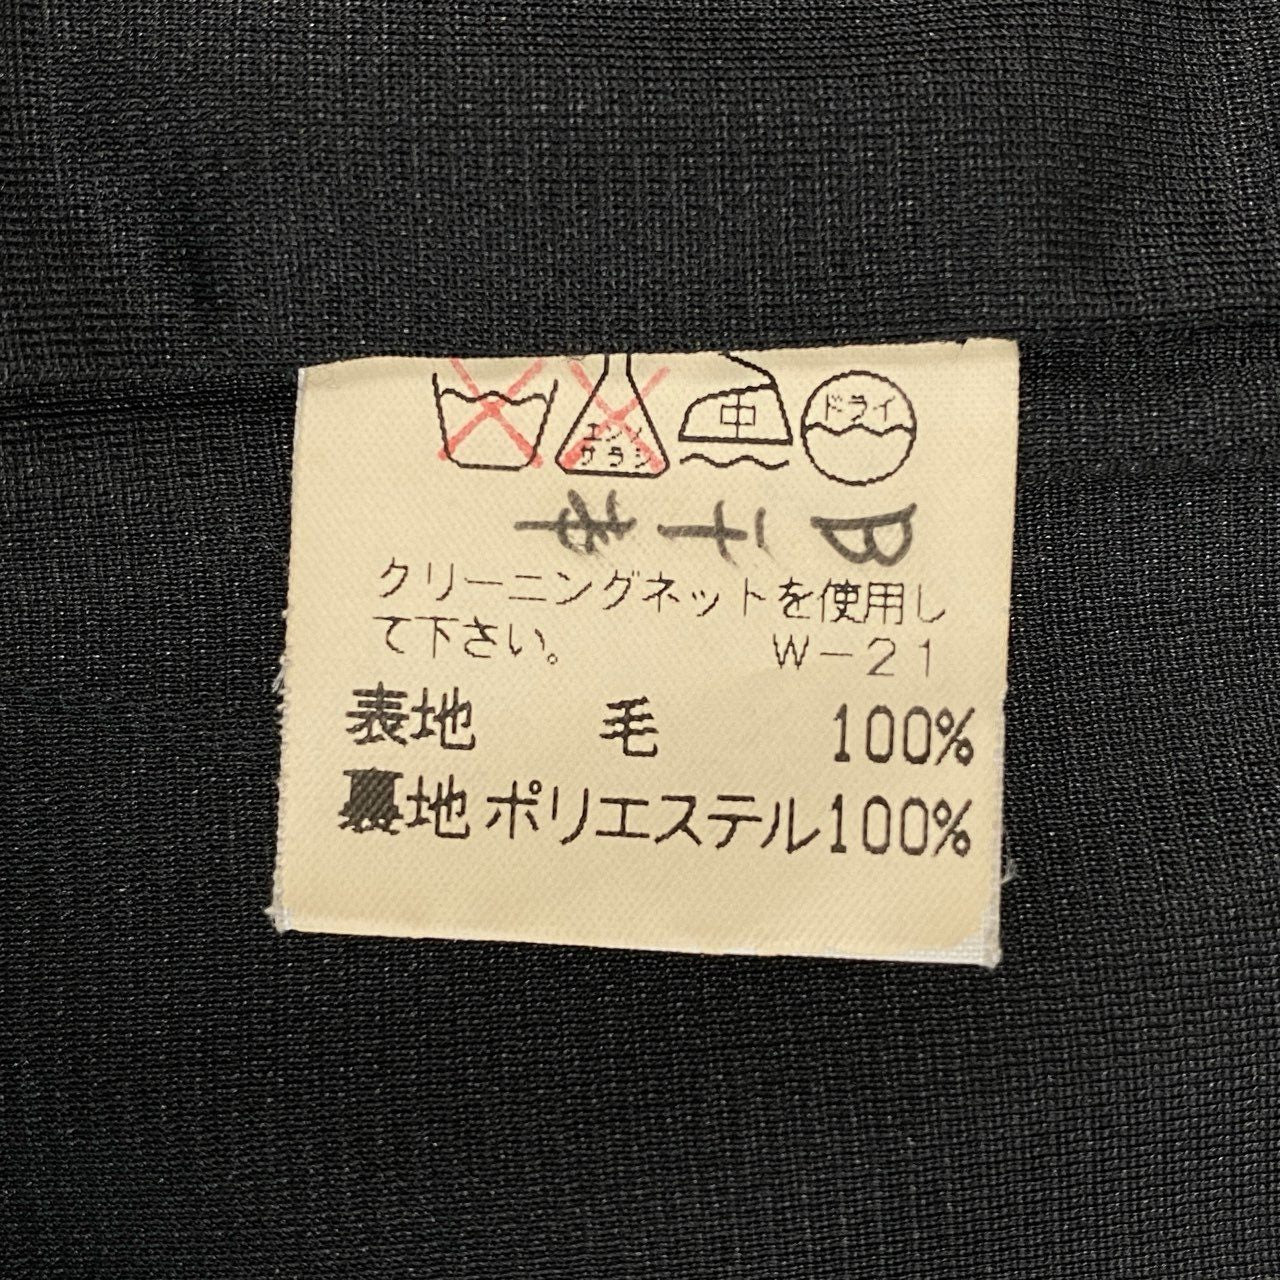 中
ドライ
エンソ
サラシ
クリーニングネットを使用し
て下さい。 W-21
表地 毛 100%
裏地 ポリエステル100%